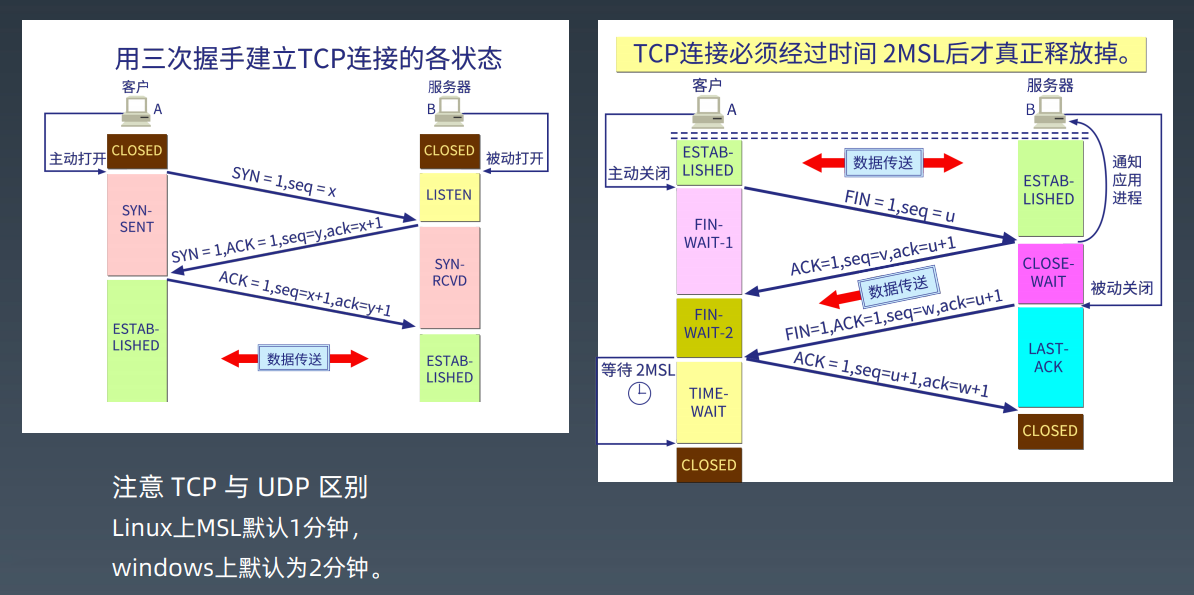 用三次握手建立TCP连接的各状态
客户
A
服务器
B
主动打开
被动打开
CLOSED
CLOSED
SYN = 1,seq = x
LISTEN
SYN-
SENT
SYN = 1,ACK = 1,seq=y,ack=x+1
SYN-
RCVD
ACK = 1,seq=x+1,ack=y+1
ESTAB-
LISHED
数据传送
ESTAB-
LISHED
TCP连接必须经过时间 2MSL后才真正释放掉。
客户
A
服务器
B
主动关闭
ESTAB-
LISHED
数据传送
ESTAB-
LISHED
通知
应用
进程
FIN = 1,seq = u
FIN-
WAIT-1
ACK=1,seq=v,ack=u+1
CLOSE-
WAIT
数据传送
被动关闭
FIN-
WAIT-2
FIN=1,ACK=1,seq=w,ack=u+1
LAST-
ACK
ACK = 1,seq=u+1,ack=w+1
等待 2MSL
TIME-
WAIT
CLOSED
CLOSED
注意 TCP 与 UDP 区别
Linux上MSL默认1分钟，
windows上默认为2分钟。